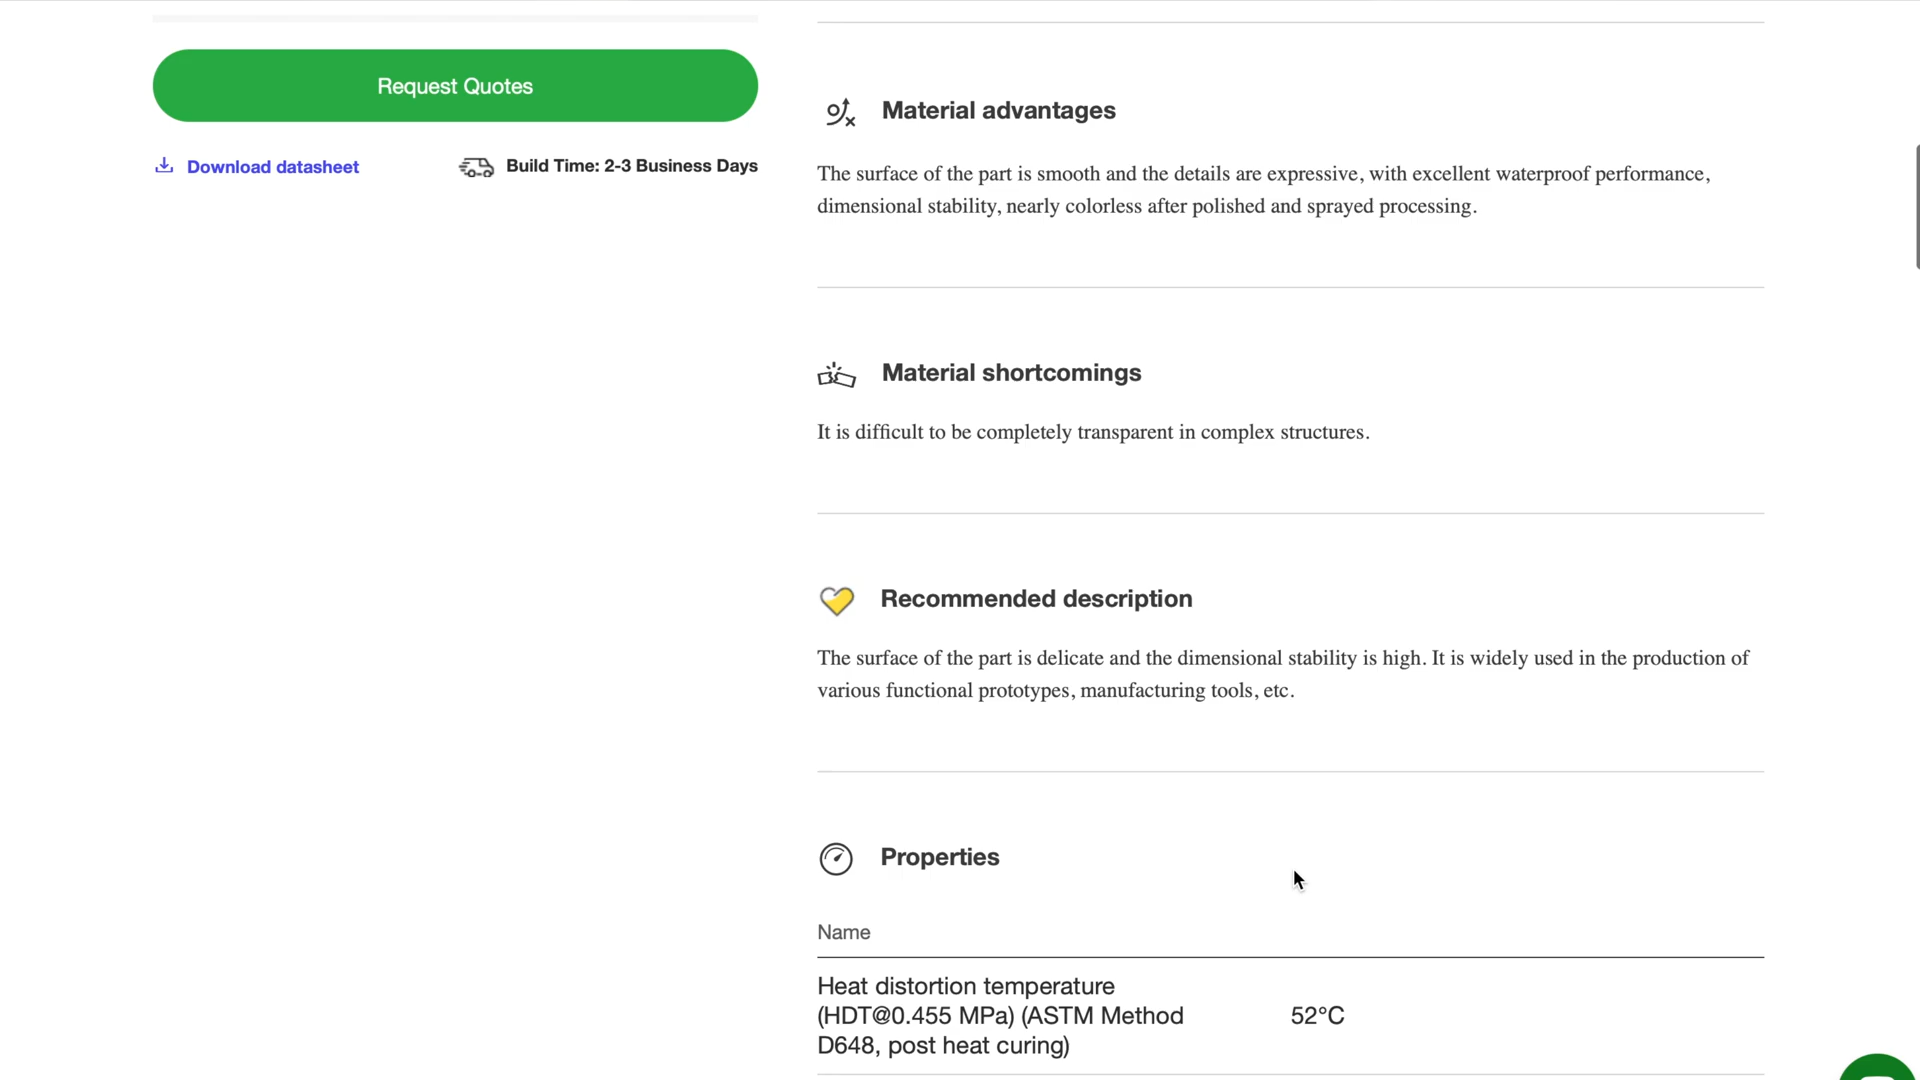 Request Quotes
Download datasheet
Build Time: 2-3 Business Days
Material advantages
The surface of the part is smooth and the details are expressive, with excellent waterproof performance,
dimensional stability, nearly colorless after polished and sprayed processing.
Material shortcomings
It is difficult to be completely transparent in complex structures.
Recommended description
The surface of the part is delicate and the dimensional stability is high. It is widely used in the production of
various functional prototypes, manufacturing tools, etc.
Properties
Name
Heat distortion temperature
(HDT@0.455 MPa) (ASTM Method
D648, post heat curing)
52°C